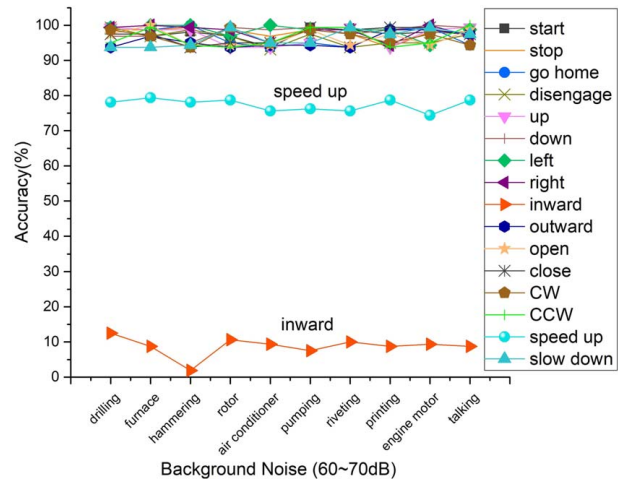 Accuracy(%)
100
90
80
70
60
50
40
30
20
10
0
speed up
inward
drilling
furnace
hammering
rotor
air conditioner
pumping
riveting
printing
engine motor
talking
Background Noise (60~70dB)
start
stop
go home
disengage
up
down
left
right
inward
outward
open
close
CW
CCW
speed up
slow down